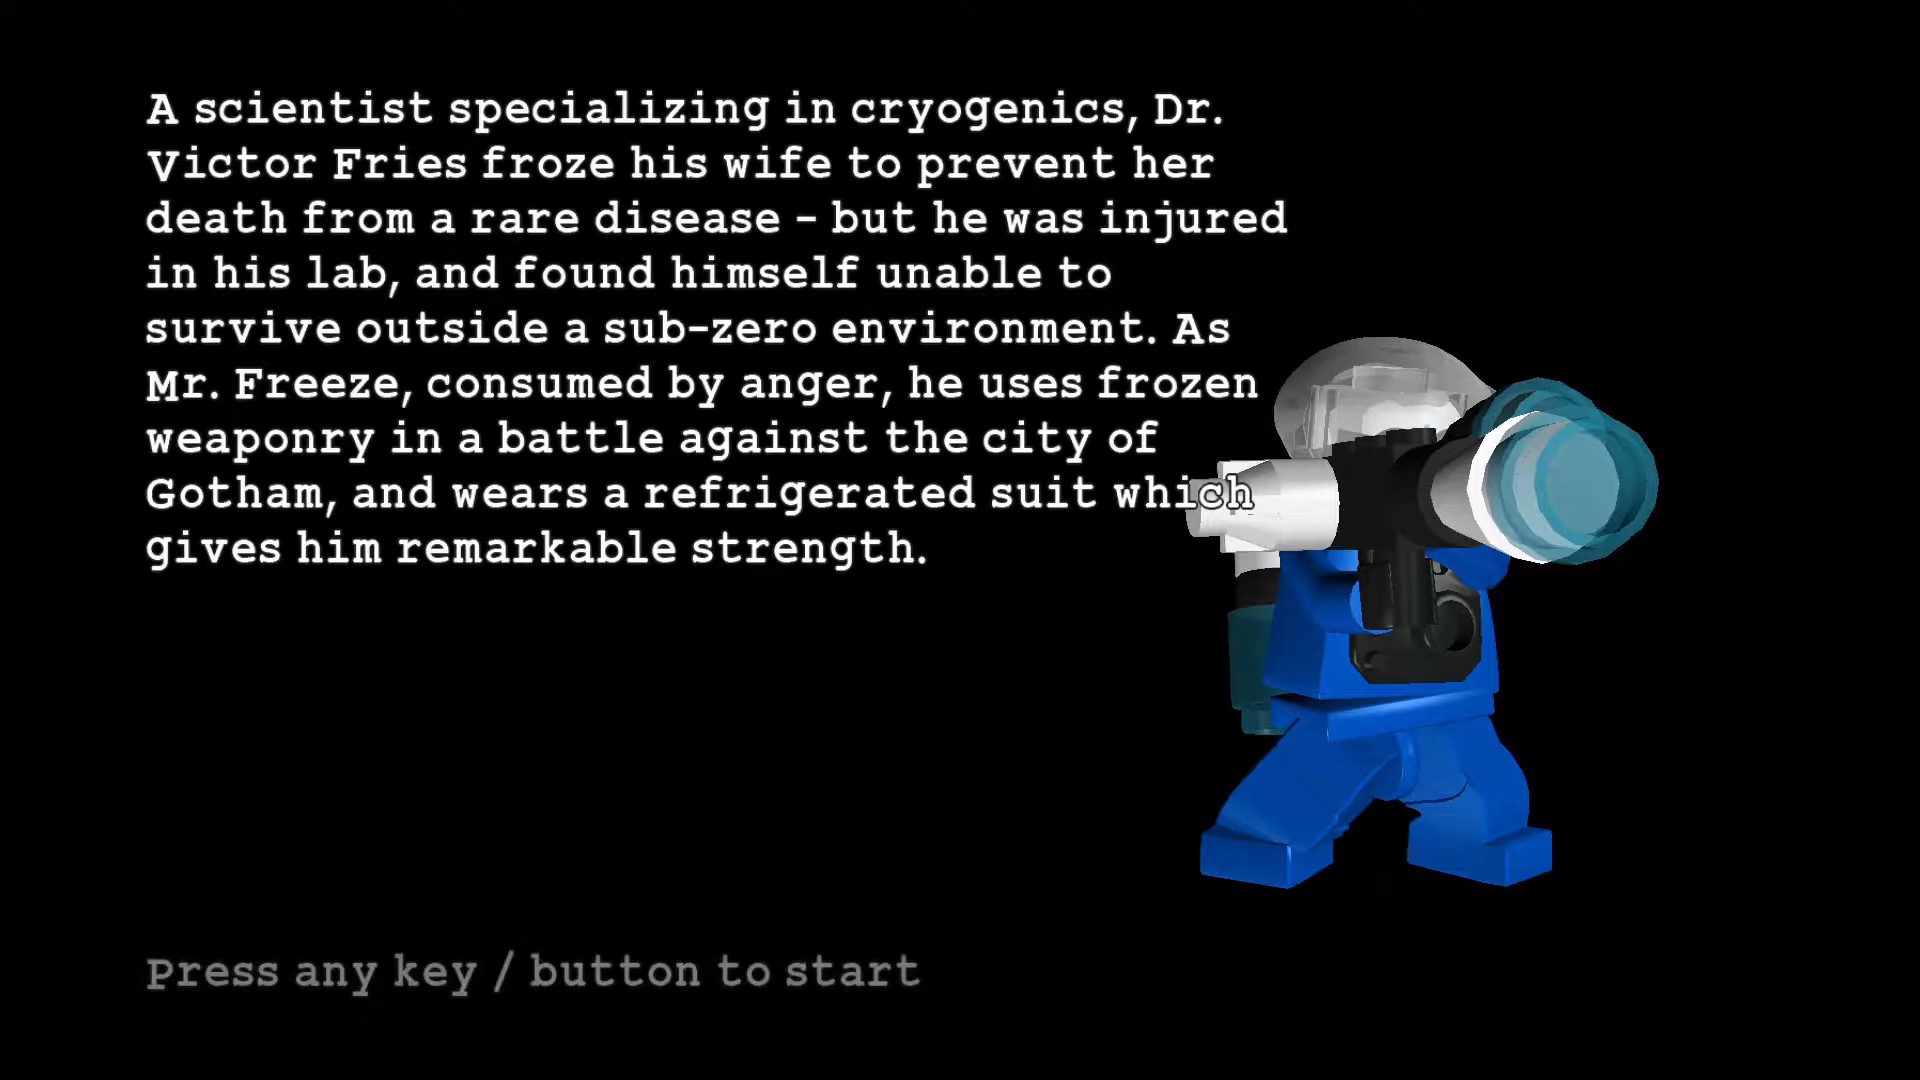 A scientist specializing in cryogenics, Dr.
Victor Fries froze his wife to prevent her
death from a rare disease - but he was injured
in his lab, and found himself unable to
survive outside a sub-zero environment. As
Mr. Freeze, consumed by anger, he uses frozen
weaponry in a battle against the city of
Gotham, and wears a refrigerated suit which
gives him remarkable strength.
Press any key / button to start